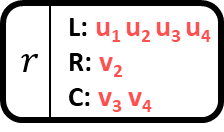 r
L: u₁ u₂ u₃ u₄
R: v₂
C: v₃ v₄